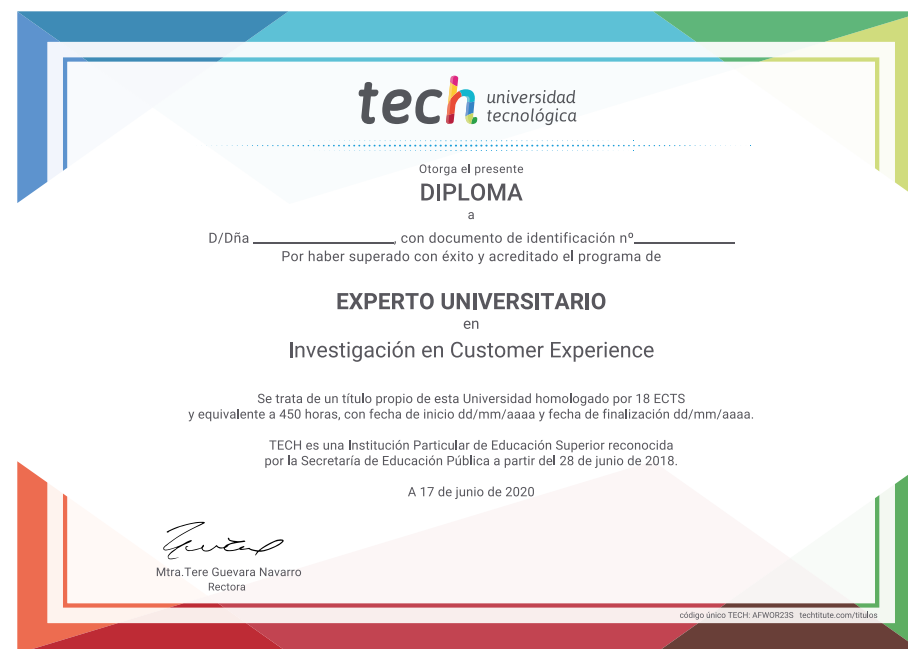 tech universidad
tecnológica
Otorga el presente
DIPLOMA
a
D/Dña ____________________, con documento de identificación nº______________
Por haber superado con éxito y acreditado el programa de
EXPERTO UNIVERSITARIO
en
Investigación en Customer Experience
Se trata de un título propio de esta Universidad homologado por 18 ECTS
y equivalente a 450 horas, con fecha de inicio dd/mm/aaaa y fecha de finalización dd/mm/aaaa.
TECH es una Institución Particular de Educación Superior reconocida
por la Secretaría de Educación Pública a partir del 28 de junio de 2018.
A 17 de junio de 2020
Mtra.Tere Guevara Navarro
Rectora
código único TECH: AFWOR23S techtitute.com/titulos